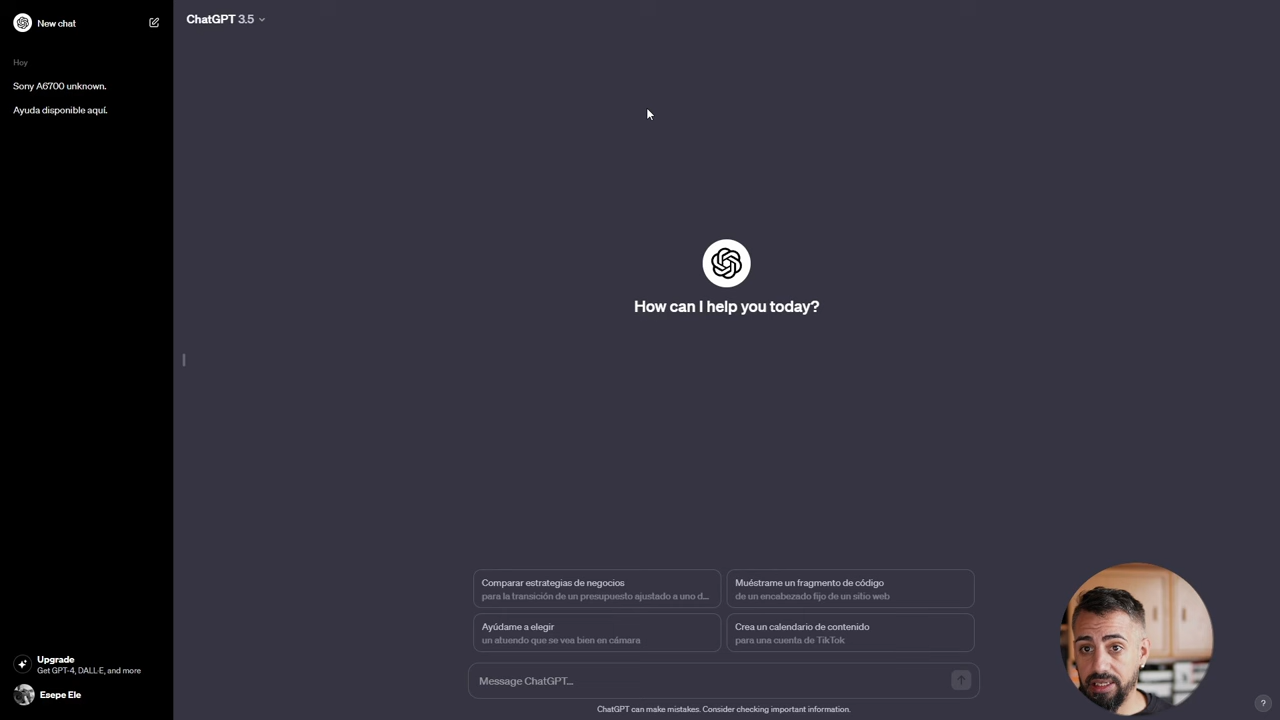 New chat
Hoy
Sony A6700 unknown.
Ayuda disponible aquí.
Upgrade
Get GPT-4, DALL·E, and more
Esepe Ele
ChatGPT 3.5
How can I help you today?
Comparar estrategias de negocios
para la transición de un presupuesto ajustado a uno d...
Muéstrame un fragmento de código
de un encabezado fijo de un sitio web
Ayúdame a elegir
un atuendo que se vea bien en cámara
Crea un calendario de contenido
para una cuenta de TikTok
Message ChatGPT...
ChatGPT can make mistakes. Consider checking important information.
?